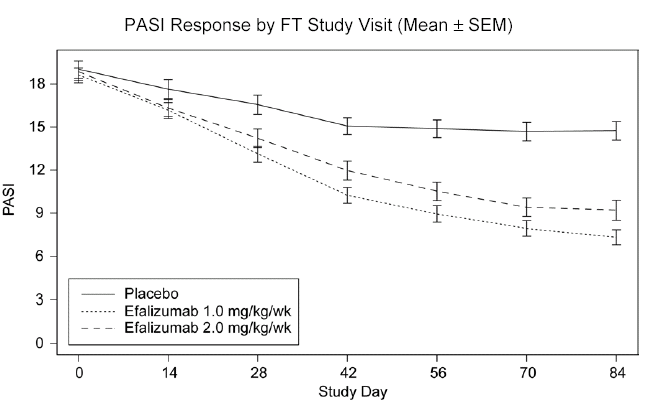 PASI Response by FT Study Visit (Mean ± SEM)
18
15
12
9
6
3
0
PASI
Placebo
Efalizumab 1.0 mg/kg/wk
Efalizumab 2.0 mg/kg/wk
0 14 28 42 56 70 84
Study Day